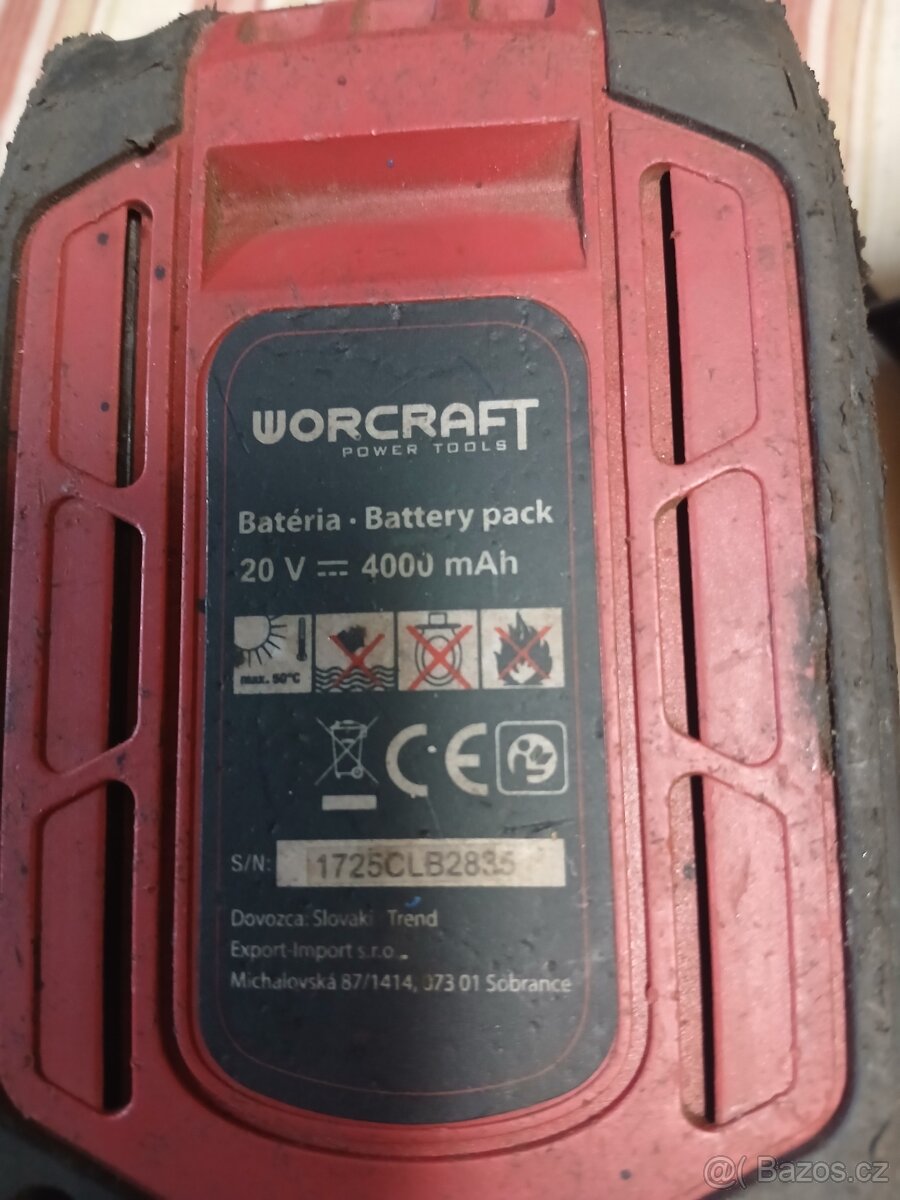 WORCRAFT
POWER TOOLS
Batéria · Battery pack
20 V ⎓ 4000 mAh
max. 50°C
CE
S/N: 1725CLB2835
Dovozca: Slovaki Trend
Export-Import s.r.o.
Michalovská 87/1414, 073 01 Sobrance
@( Bazos.cz